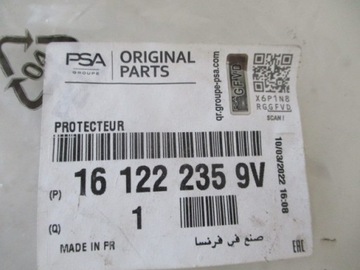 PSA
GROUPE
ORIGINAL
PARTS
qr.groupe-psa.com
GGFVD
X6P1N8
RGGFVD
SCAN!
PROTECTEUR
10/03/2022 16:08
(P) 16 122 235 9V
(Q) 1
MADE IN FR
صنع في فرنسا
EAC